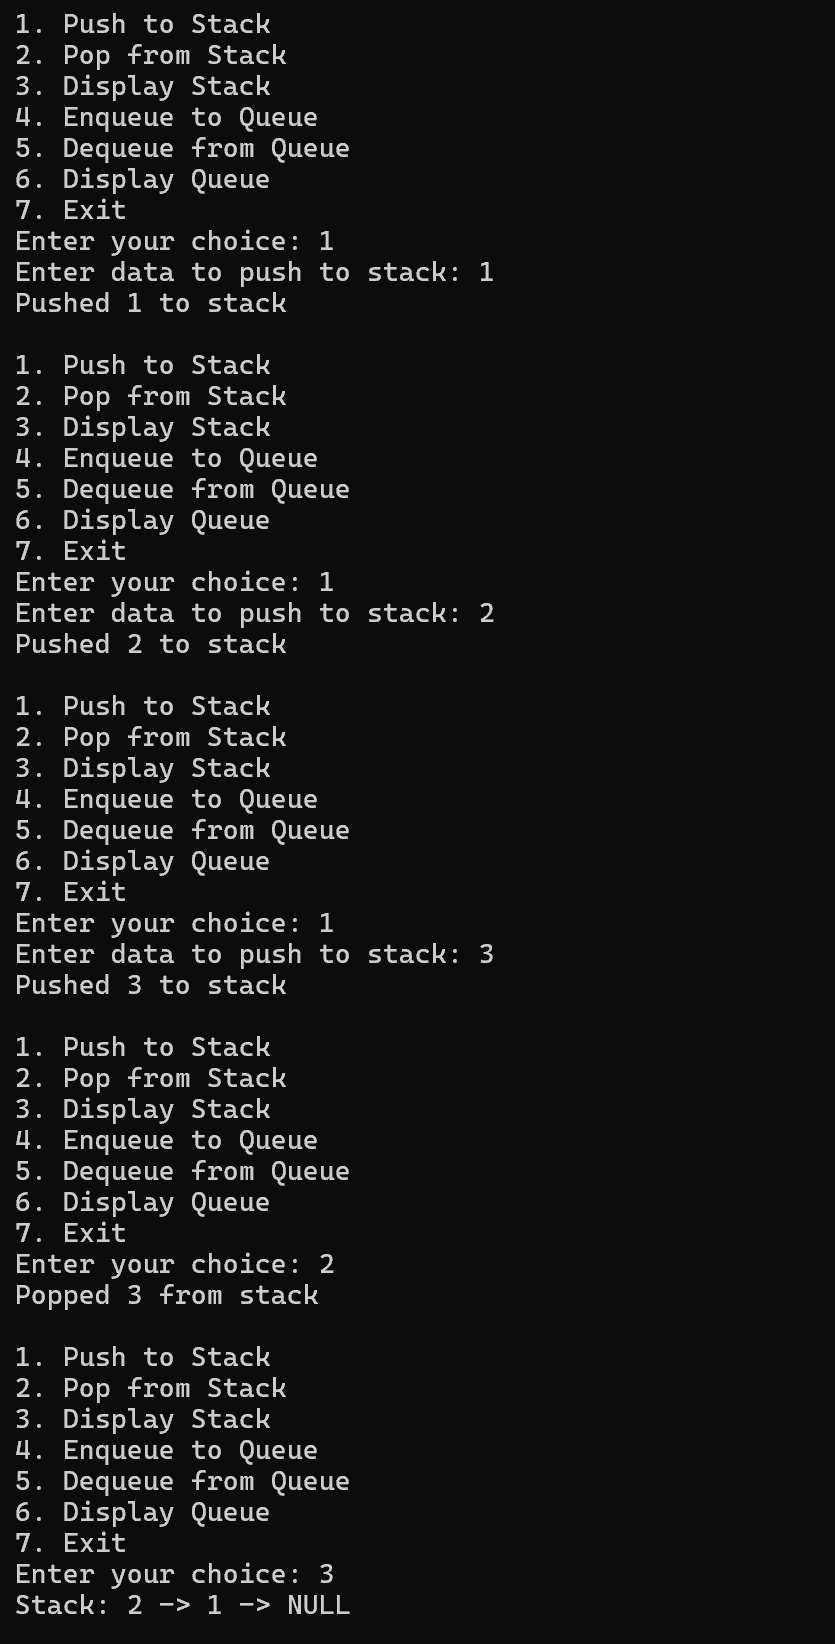 1. Push to Stack
2. Pop from Stack
3. Display Stack
4. Enqueue to Queue
5. Dequeue from Queue
6. Display Queue
7. Exit
Enter your choice: 1
Enter data to push to stack: 1
Pushed 1 to stack

1. Push to Stack
2. Pop from Stack
3. Display Stack
4. Enqueue to Queue
5. Dequeue from Queue
6. Display Queue
7. Exit
Enter your choice: 1
Enter data to push to stack: 2
Pushed 2 to stack

1. Push to Stack
2. Pop from Stack
3. Display Stack
4. Enqueue to Queue
5. Dequeue from Queue
6. Display Queue
7. Exit
Enter your choice: 1
Enter data to push to stack: 3
Pushed 3 to stack

1. Push to Stack
2. Pop from Stack
3. Display Stack
4. Enqueue to Queue
5. Dequeue from Queue
6. Display Queue
7. Exit
Enter your choice: 2
Popped 3 from stack

1. Push to Stack
2. Pop from Stack
3. Display Stack
4. Enqueue to Queue
5. Dequeue from Queue
6. Display Queue
7. Exit
Enter your choice: 3
Stack: 2 -> 1 -> NULL